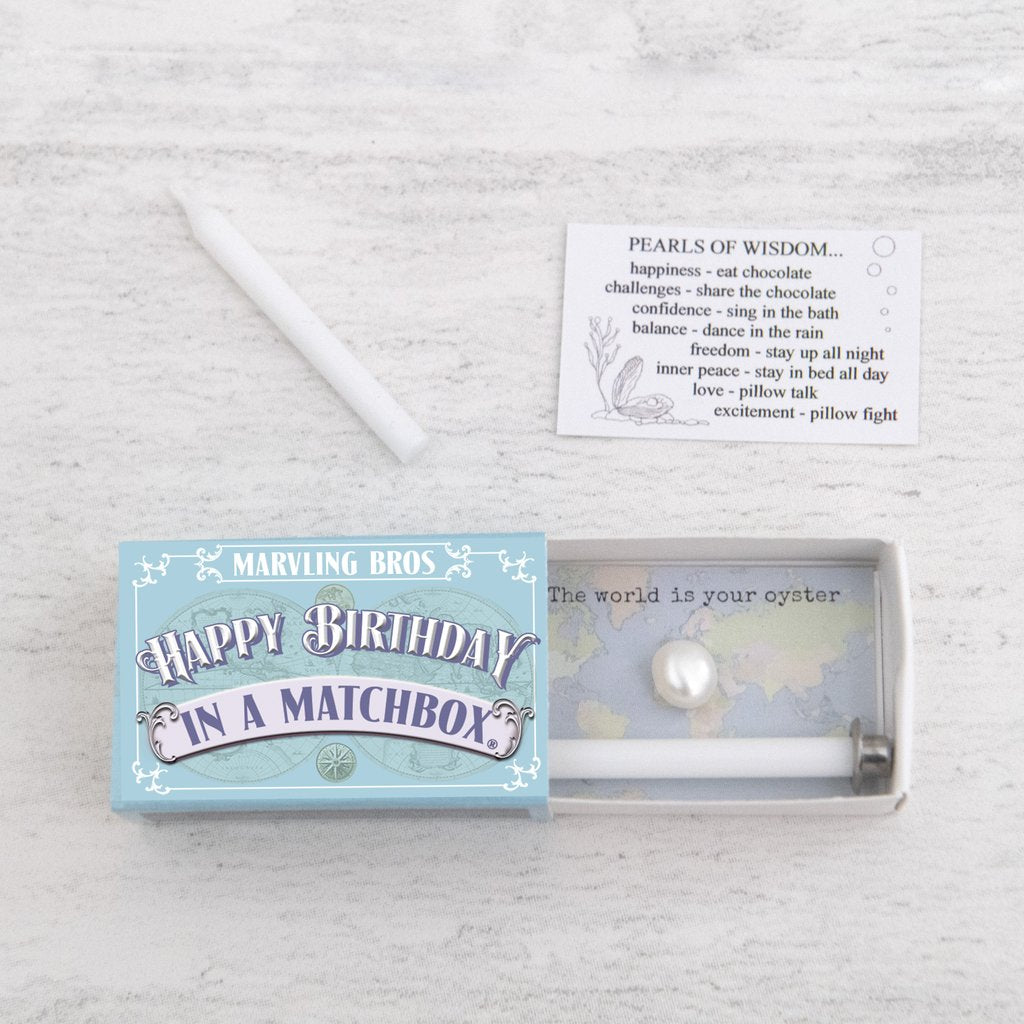 PEARLS OF WISDOM...
happiness - eat chocolate
challenges - share the chocolate
confidence - sing in the bath
balance - dance in the rain
freedom - stay up all night
inner peace - stay in bed all day
love - pillow talk
excitement - pillow fight
MARVLING BROS
HAPPY BIRTHDAY
IN A MATCHBOX®
The world is your oyster